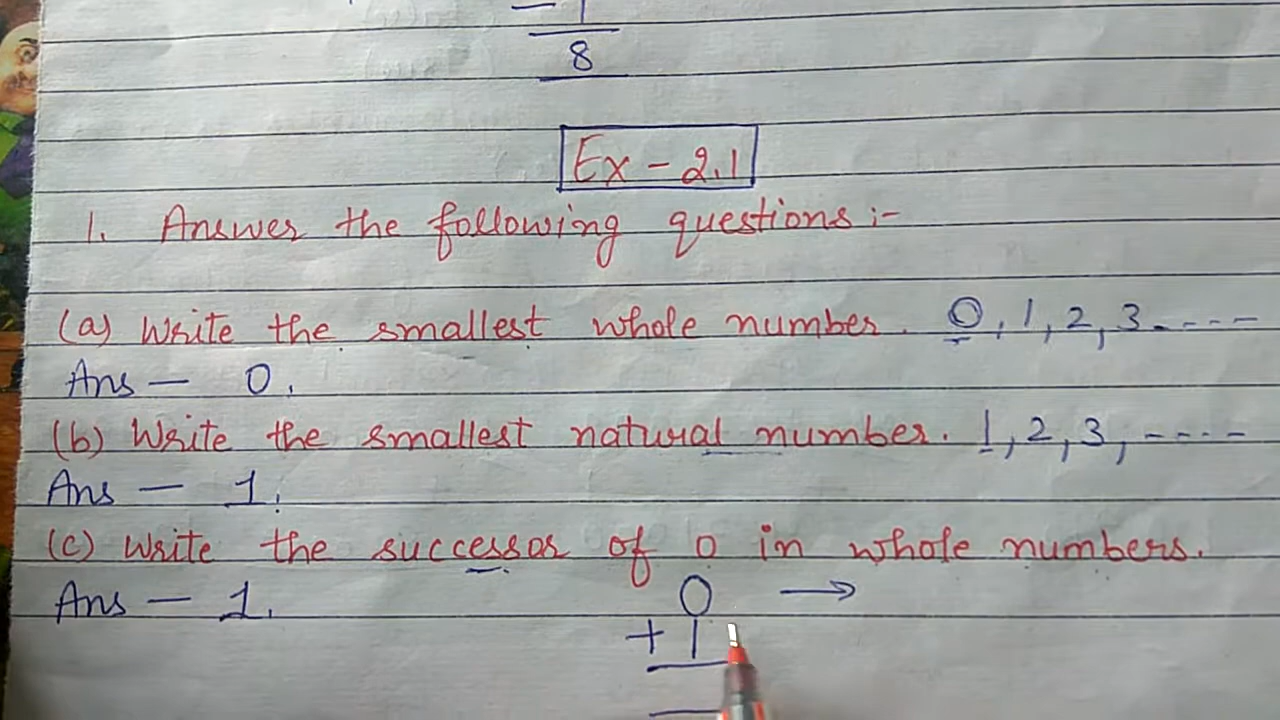 - 1
8
Ex - 2.1
1. Answer the following questions :-
(a) Write the smallest whole number. 0, 1, 2, 3 - - - -
Ans - 0.
(b) Write the smallest natural number. 1, 2, 3, - - - -
Ans - 1.
(c) Write the successor of 0 in whole numbers.
Ans - 1. 0 →
+ 1